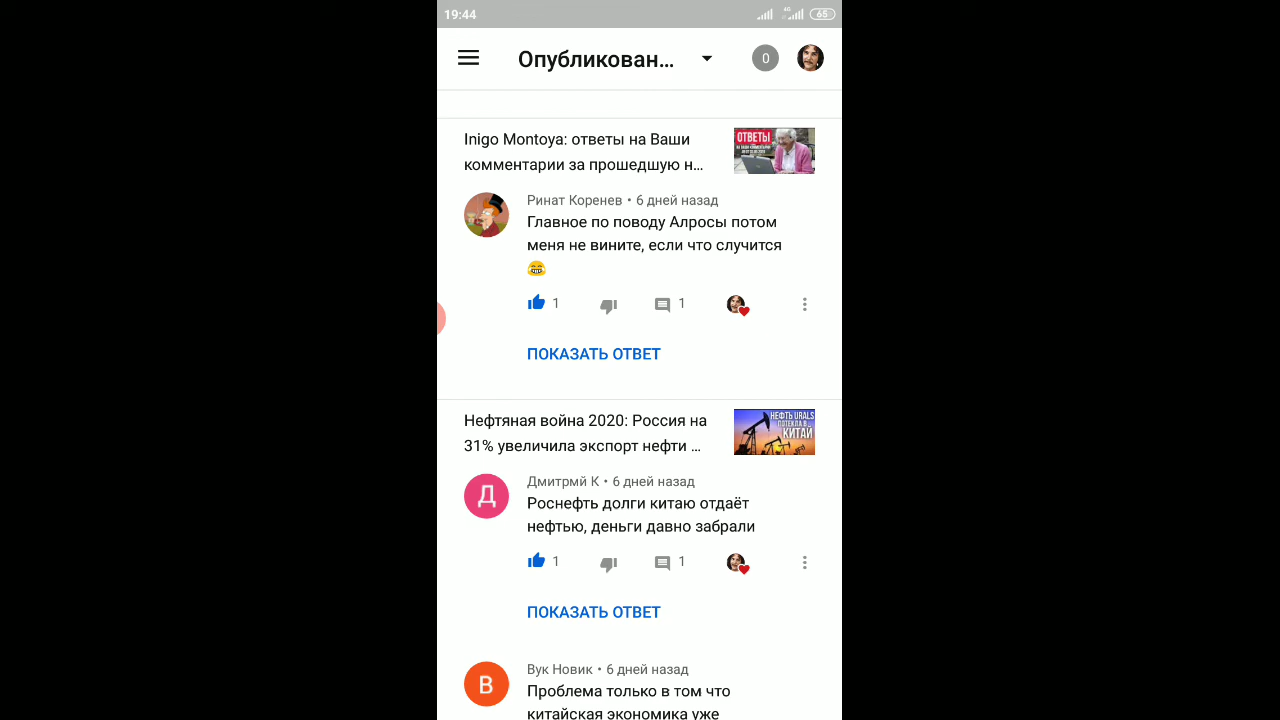 19:44
4G
65
Опубликован...
0
Inigo Montoya: ответы на Ваши
комментарии за прошедшую н...
ОТВЕТЫ
Ринат Коренев • 6 дней назад
Главное по поводу Алросы потом
меня не вините, если что случится
1
1
ПОКАЗАТЬ ОТВЕТ
Нефтяная война 2020: Россия на
31% увеличила экспорт нефти ...
НЕФТЬ URALS
ПОТЕКЛА В
КИТАЙ
Д
Дмитрмй К • 6 дней назад
Роснефть долги китаю отдаёт
нефтью, деньги давно забрали
1
1
ПОКАЗАТЬ ОТВЕТ
В
Вук Новик • 6 дней назад
Проблема только в том что
китайская экономика уже